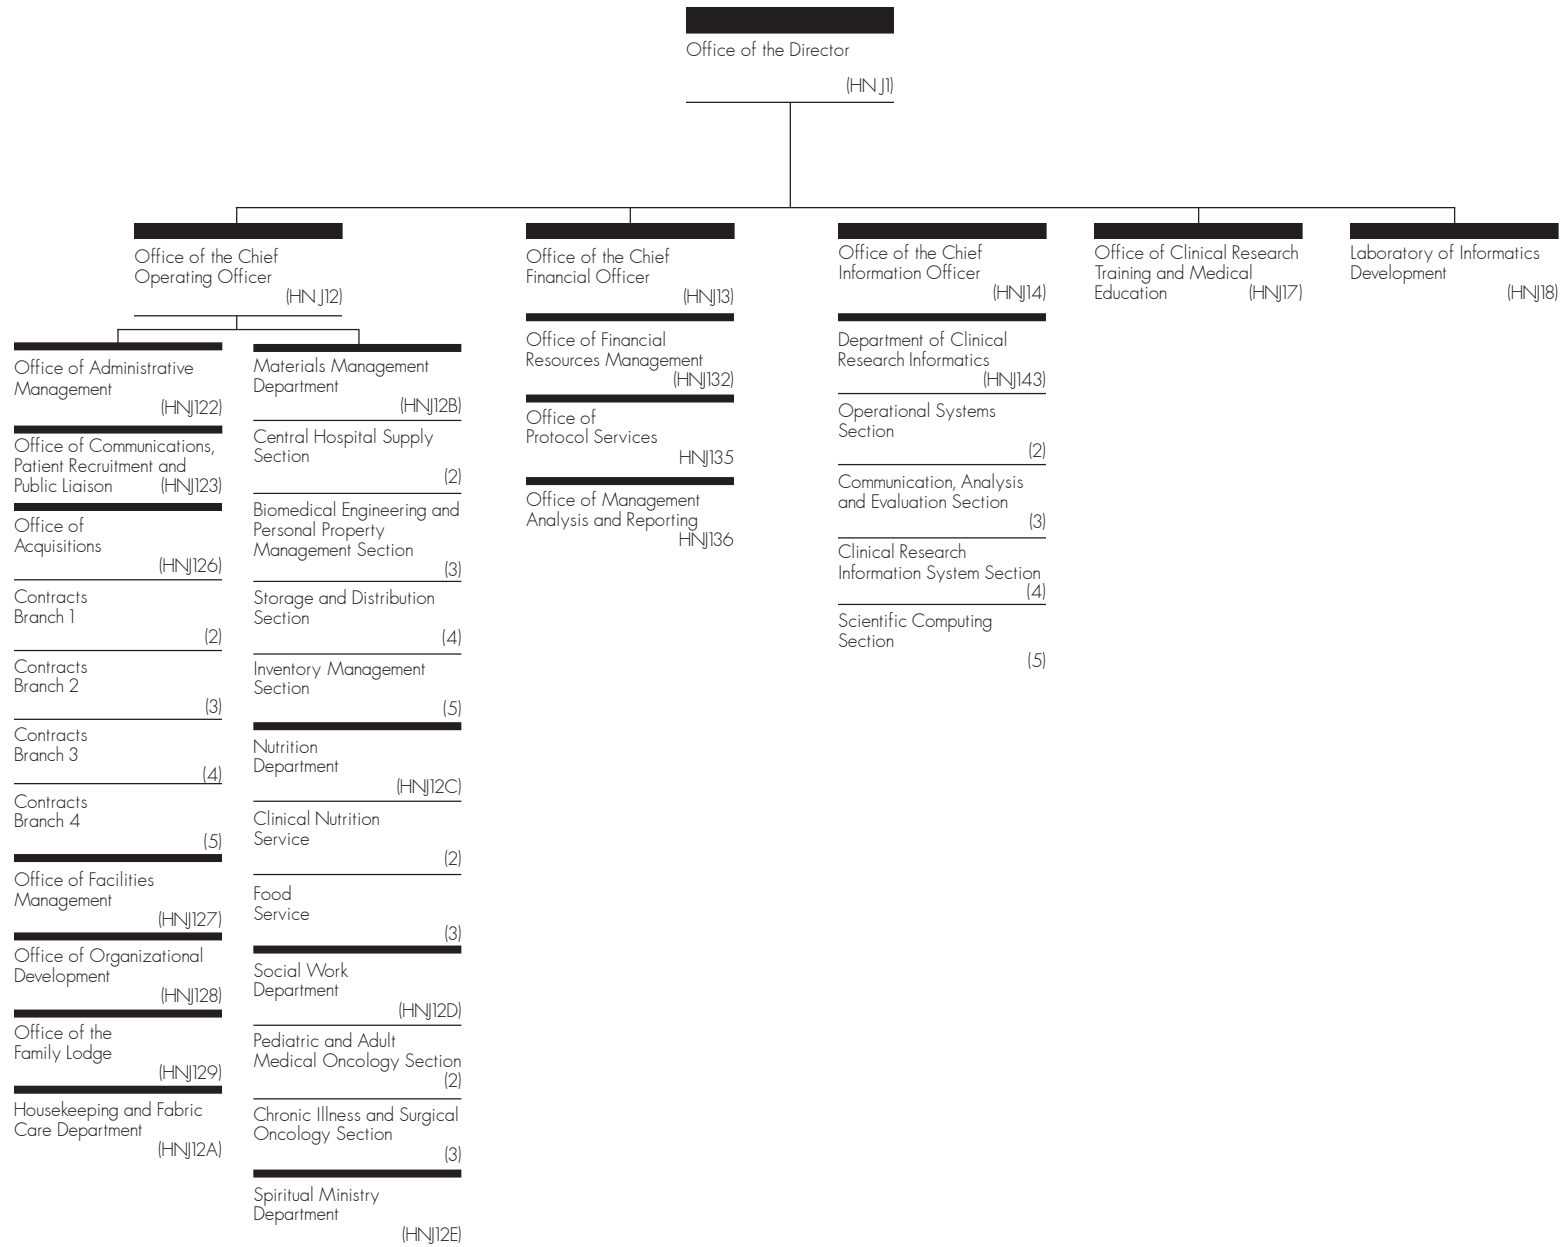 Office of the Director
(HN J1)
Office of the Chief
Operating Officer
(HN J12)
Office of Administrative
Management
(HNJ122)
Office of Communications,
Patient Recruitment and
Public Liaison (HNJ123)
Office of
Acquisitions
(HNJ126)
Contracts
Branch 1
(2)
Contracts
Branch 2
(3)
Contracts
Branch 3
(4)
Contracts
Branch 4
(5)
Office of Facilities
Management
(HNJ127)
Office of Organizational
Development
(HNJ128)
Office of the
Family Lodge
(HNJ129)
Housekeeping and Fabric
Care Department
(HNJ12A)
Materials Management
Department
(HNJ12B)
Central Hospital Supply
Section
(2)
Biomedical Engineering and
Personal Property
Management Section
(3)
Storage and Distribution
Section
(4)
Inventory Management
Section
(5)
Nutrition
Department
(HNJ12C)
Clinical Nutrition
Service
(2)
Food
Service
(3)
Social Work
Department
(HNJ12D)
Pediatric and Adult
Medical Oncology Section
(2)
Chronic Illness and Surgical
Oncology Section
(3)
Spiritual Ministry
Department
(HNJ12E)
Office of the Chief
Financial Officer
(HNJ13)
Office of Financial
Resources Management
(HNJ132)
Office of
Protocol Services
HNJ135
Office of Management
Analysis and Reporting
HNJ136
Office of the Chief
Information Officer
(HNJ14)
Department of Clinical
Research Informatics
(HNJ143)
Operational Systems
Section
(2)
Communication, Analysis
and Evaluation Section
(3)
Clinical Research
Information System Section
(4)
Scientific Computing
Section
(5)
Office of Clinical Research
Training and Medical
Education (HNJ17)
Laboratory of Informatics
Development
(HNJ18)